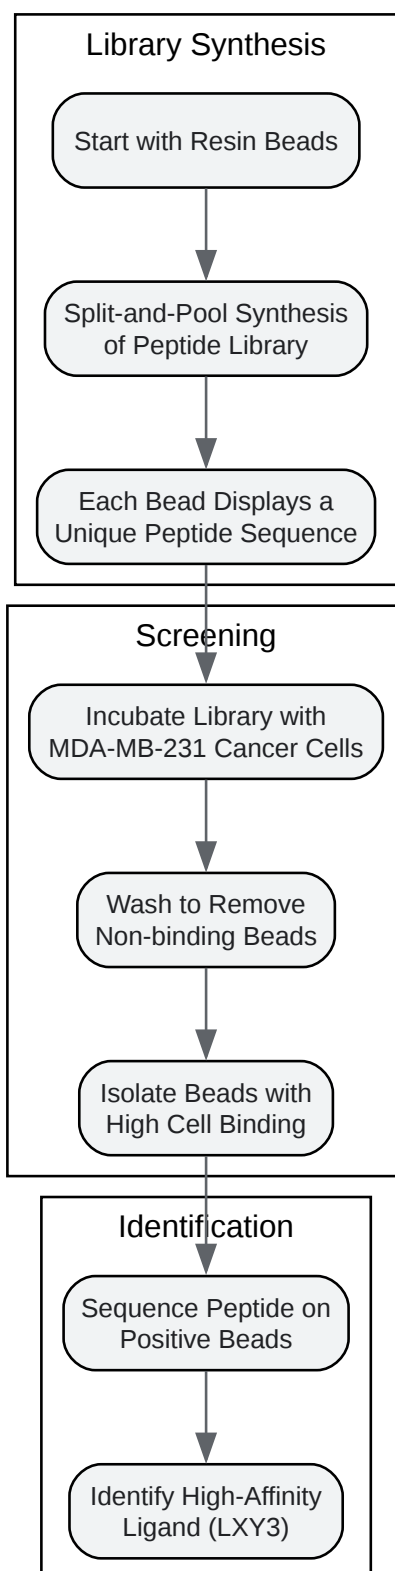 Library Synthesis
Start with Resin Beads
Split-and-Pool Synthesis
of Peptide Library
Each Bead Displays a
Unique Peptide Sequence
Screening
Incubate Library with
MDA-MB-231 Cancer Cells
Wash to Remove
Non-binding Beads
Isolate Beads with
High Cell Binding
Identification
Sequence Peptide on
Positive Beads
Identify High-Affinity
Ligand (LXY3)